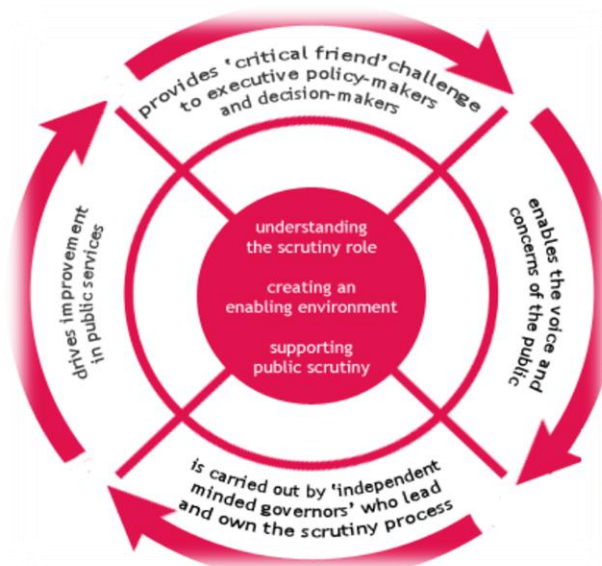 provides ‘critical friend’ challenge
to executive policy-makers
and decision-makers
enables the voice and
concerns of the public
is carried out by ‘independent
minded governors’ who lead
and own the scrutiny process
drives improvement
in public services
understanding
the scrutiny role
creating an
enabling environment
supporting
public scrutiny